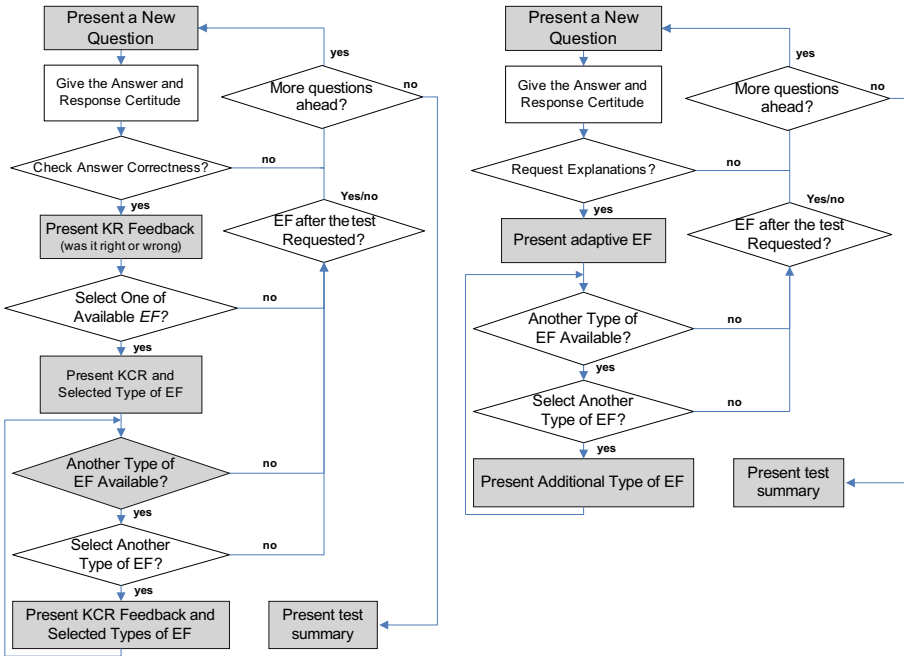 Present a New
Question
Give the Answer and
Response Certitude
Check Answer Correctness?
no
yes
Present KR Feedback
(was it right or wrong)
Select One of
Available EF?
no
yes
Present KCR and
Selected Type of EF
Another Type of
EF Available?
no
yes
Select Another
Type of EF?
no
yes
Present KCR Feedback and
Selected Types of EF
yes
More questions
ahead?
no
Yes/no
EF after the test
Requested?
Present test
summary
Present a New
Question
Give the Answer and
Response Certitude
Request Explanations?
no
yes
Present adaptive EF
Another Type of
EF Available?
no
yes
Select Another
Type of EF?
no
yes
Present Additional Type of EF
yes
More questions
ahead?
no
Yes/no
EF after the test
Requested?
Present test
summary